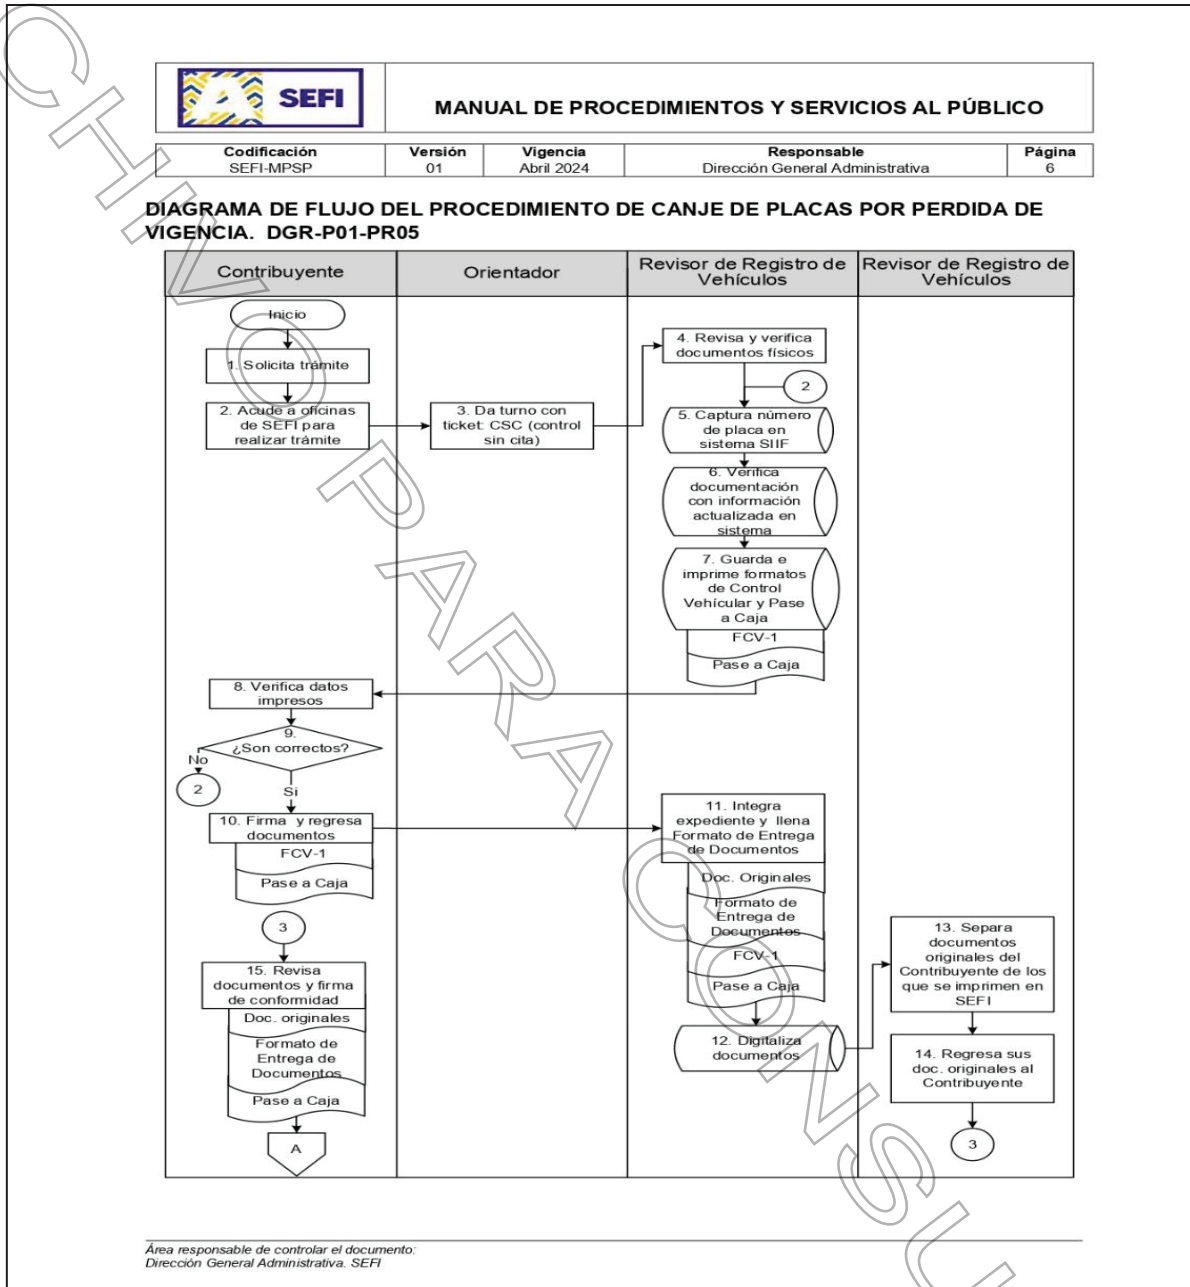 SEFI
MANUAL DE PROCEDIMIENTOS Y SERVICIOS AL PÚBLICO
Codificación
SEFI-MPSP
Versión
01
Vigencia
Abril 2024
Responsable
Dirección General Administrativa
Página
6
DIAGRAMA DE FLUJO DEL PROCEDIMIENTO DE CANJE DE PLACAS POR PERDIDA DE
VIGENCIA. DGR-P01-PR05
Contribuyente
Orientador
Revisor de Registro de
Vehículos
Revisor de Registro de
Vehículos
Inicio
1. Solicita trámite
2. Acude a oficinas
de SEFI para
realizar trámite
3. Da turno con
ticket: CSC (control
sin cita)
4. Revisa y verifica
documentos físicos
2
5. Captura número
de placa en
sistema SIIF
6. Verifica
documentación
con información
actualizada en
sistema
7. Guarda e
imprime formatos
de Control
Vehícular y Pase
a Caja
FCV-1
Pase a Caja
8. Verifica datos
impresos
9.
¿Son correctos?
No
2
Si
10. Firma y regresa
documentos
FCV-1
Pase a Caja
11. Integra
expediente y llena
Formato de Entrega
de Documentos
Doc. Originales
Formato de
Entrega de
Documentos
FCV-1
Pase a Caja
12. Digitaliza
documentos
13. Separa
documentos
originales del
Contribuyente de los
que se imprimen en
SEFI
14. Regresa sus
doc. originales al
Contribuyente
3
3
15. Revisa
documentos y firma
de conformidad
Doc. originales
Formato de
Entrega de
Documentos
Pase a Caja
A
Área responsable de controlar el documento:
Dirección General Administrativa. SEFI
CHIVO PARA CONSU